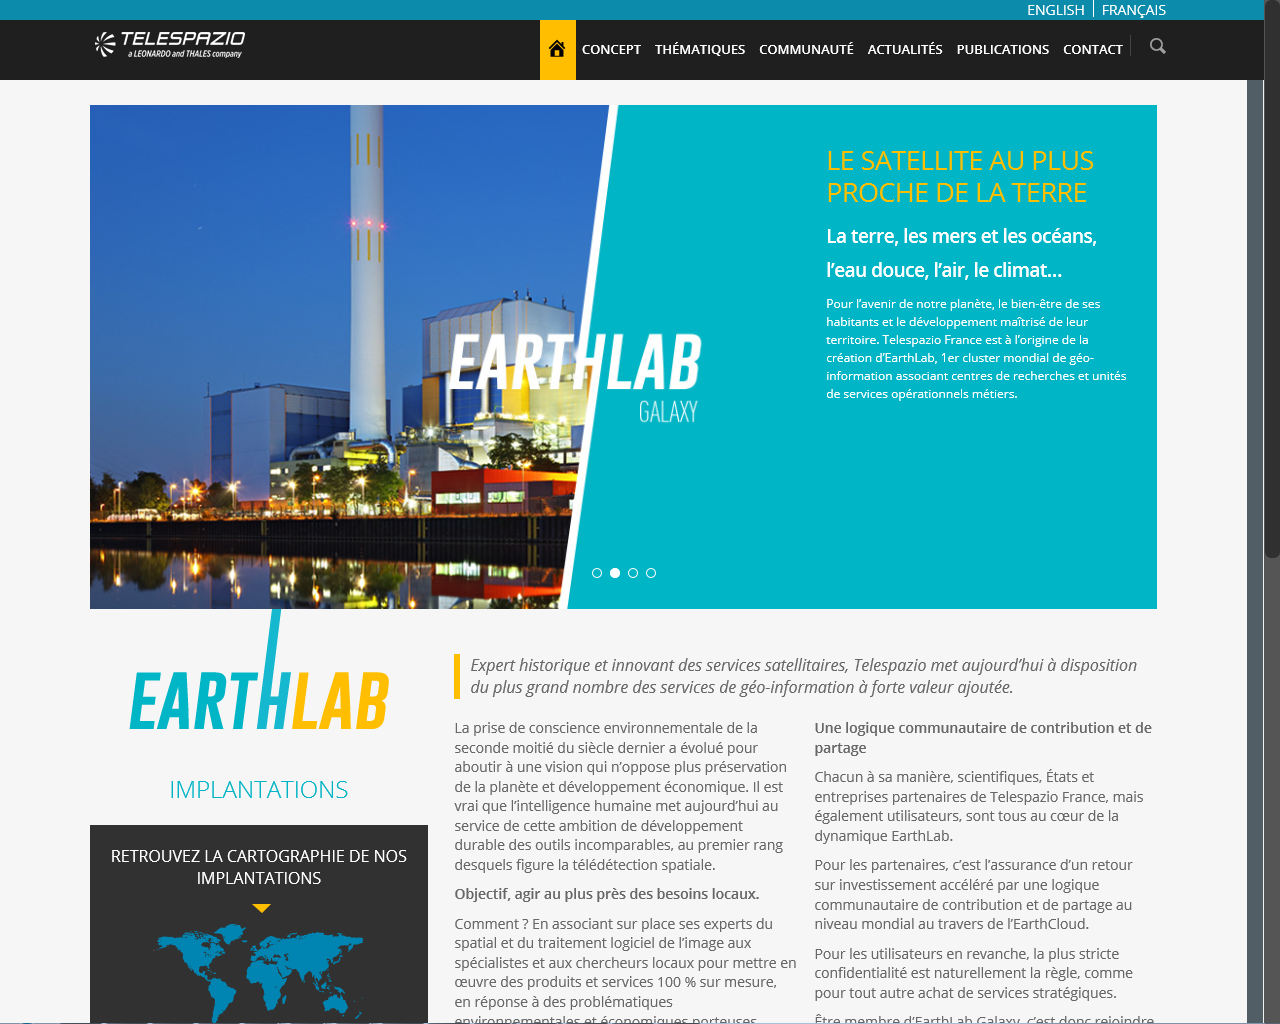 ENGLISH FRANÇAIS
TELESPAZIO
a LEONARDO and THALES company
CONCEPT THÉMATIQUES COMMUNAUTÉ ACTUALITÉS PUBLICATIONS CONTACT
LE SATELLITE AU PLUS
PROCHE DE LA TERRE
La terre, les mers et les océans,
l’eau douce, l’air, le climat...
Pour l’avenir de notre planète, le bien-être de ses
habitants et le développement maîtrisé de leur
territoire. Telespazio France est à l’origine de la
création d’EarthLab, 1er cluster mondial de géo-
information associant centres de recherches et unités
de services opérationnels métiers.
EARTHLAB
GALAXY
EARTHLAB
IMPLANTATIONS
RETROUVEZ LA CARTOGRAPHIE DE NOS
IMPLANTATIONS
Expert historique et innovant des services satellitaires, Telespazio met aujourd’hui à disposition
du plus grand nombre des services de géo-information à forte valeur ajoutée.
La prise de conscience environnementale de la
seconde moitié du siècle dernier a évolué pour
aboutir à une vision qui n’oppose plus préservation
de la planète et développement économique. Il est
vrai que l’intelligence humaine met aujourd’hui au
service de cette ambition de développement
durable des outils incomparables, au premier rang
desquels figure la télédétection spatiale.
Objectif, agir au plus près des besoins locaux.
Comment ? En associant sur place ses experts du
spatial et du traitement logiciel de l’image aux
spécialistes et aux chercheurs locaux pour mettre en
œuvre des produits et services 100 % sur mesure,
en réponse à des problématiques
environnementales et économiques porteuses
Une logique communautaire de contribution et de
partage
Chacun à sa manière, scientifiques, États et
entreprises partenaires de Telespazio France, mais
également utilisateurs, sont tous au cœur de la
dynamique EarthLab.
Pour les partenaires, c’est l’assurance d’un retour
sur investissement accéléré par une logique
communautaire de contribution et de partage au
niveau mondial au travers de l’EarthCloud.
Pour les utilisateurs en revanche, la plus stricte
confidentialité est naturellement la règle, comme
pour tout autre achat de services stratégiques.
Être membre d’EarthLab Galaxy, c’est donc rejoindre